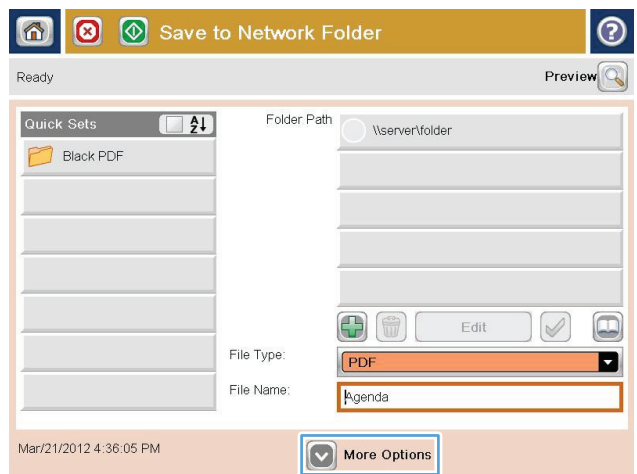 Save to Network Folder
Ready
Preview
Quick Sets
AZ
Folder Path
\\server\folder
Black PDF
Edit
File Type:
PDF
File Name:
Agenda
Mar/21/2012 4:36:05 PM
More Options